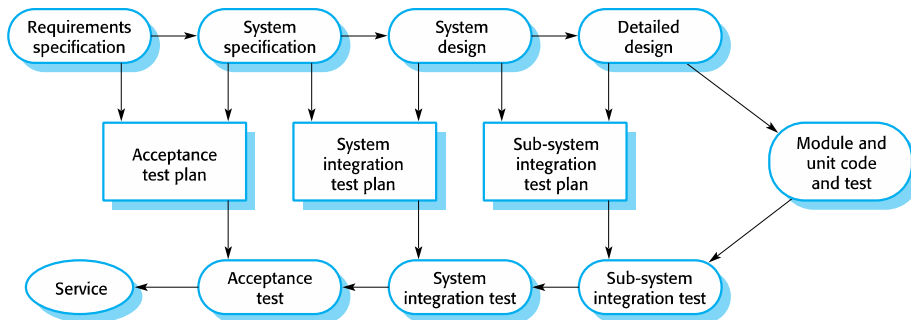 Requirements
specification
System
specification
System
design
Detailed
design
Acceptance
test plan
System
integration
test plan
Sub-system
integration
test plan
Module and
unit code
and test
Service
Acceptance
test
System
integration test
Sub-system
integration test